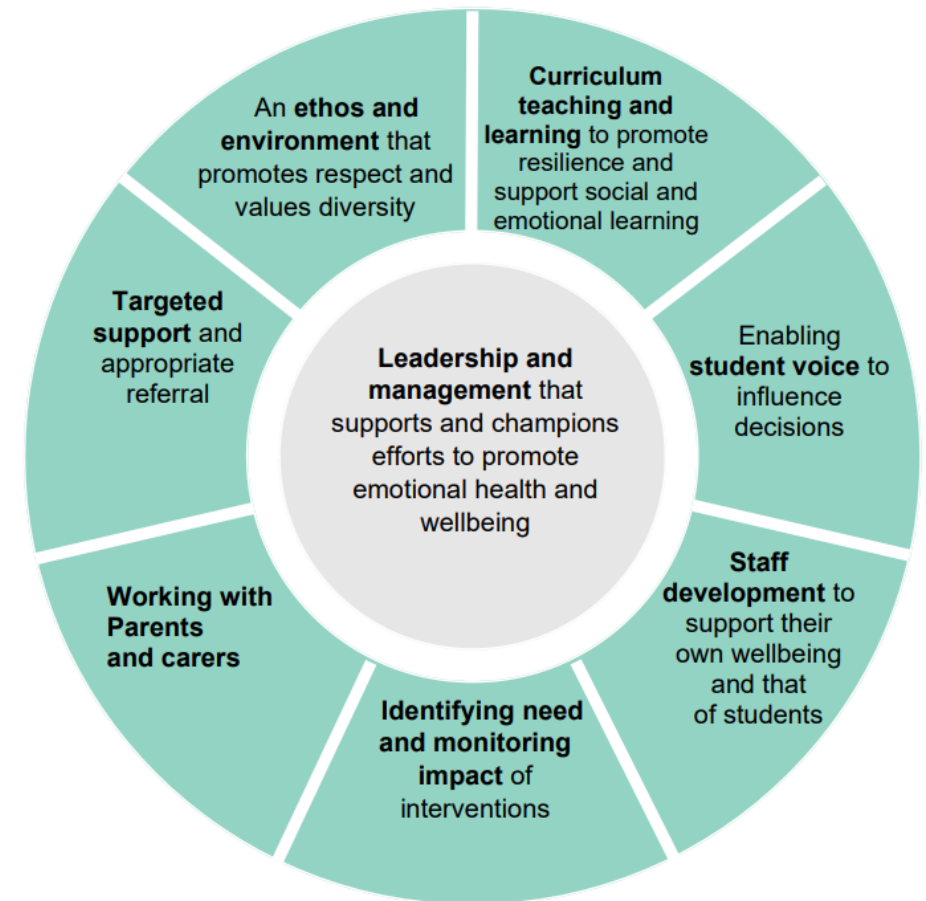 An ethos and
environment that
promotes respect and
values diversity
Curriculum
teaching and
learning to promote
resilience and
support social and
emotional learning
Targeted
support and
appropriate
referral
Leadership and
management that
supports and champions
efforts to promote
emotional health and
wellbeing
Enabling
student voice to
influence
decisions
Working with
Parents
and carers
Identifying need
and monitoring
impact of
interventions
Staff
development to
support their
own wellbeing
and that
of students